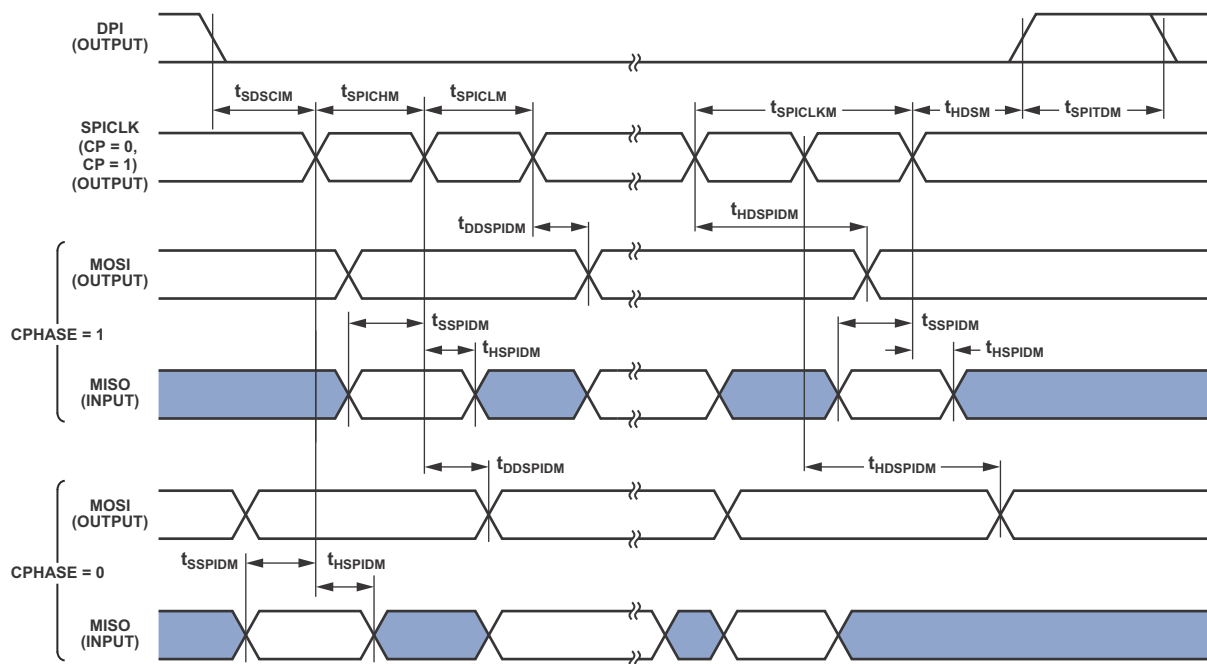 DPI
(OUTPUT)
tSDSCIM
tSPICHM
tSPICLM
tSPICLKM
tHDSM
tSPITDM
SPICLK
(CP = 0,
CP = 1)
(OUTPUT)
tDDSPIDM
tHDSPIDM
MOSI
(OUTPUT)
CPHASE = 1
tSSPIDM
tSSPIDM
tHSPIDM
tHSPIDM
MISO
(INPUT)
tDDSPIDM
tHDSPIDM
MOSI
(OUTPUT)
tSSPIDM
tHSPIDM
CPHASE = 0
MISO
(INPUT)